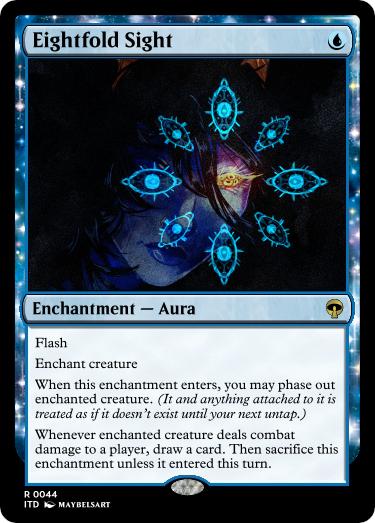 Eightfold Sight
Enchantment — Aura
Flash
Enchant creature
When this enchantment enters, you may phase out
enchanted creature. (It and anything attached to it is
treated as if it doesn't exist until your next untap.)
Whenever enchanted creature deals combat
damage to a player, draw a card. Then sacrifice this
enchantment unless it entered this turn.
R 0044
ITD MAYBELSART